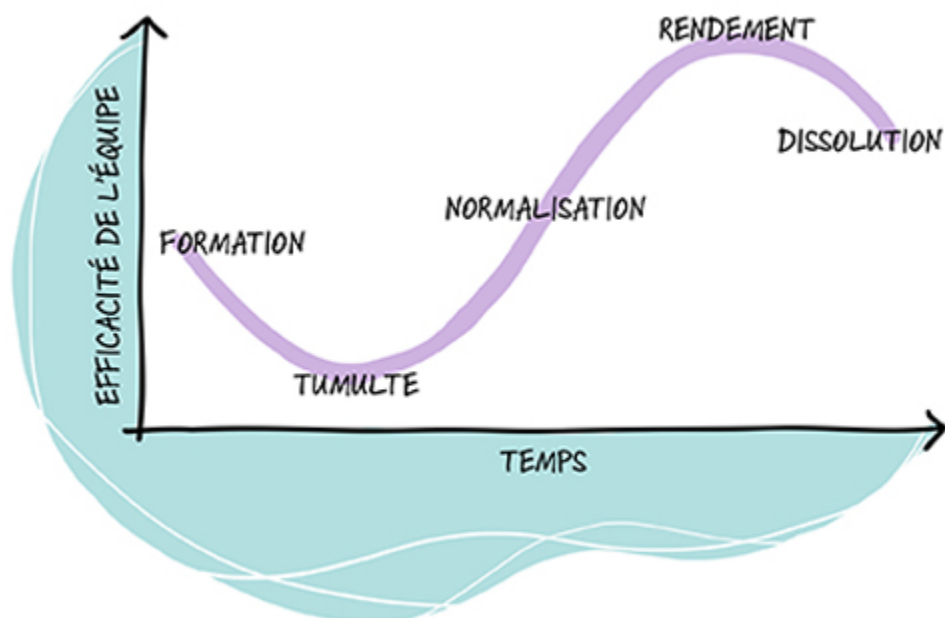 RENDEMENT
DISSOLUTION
NORMALISATION
FORMATION
TUMULTE
EFFICACITÉ DE L'ÉQUIPE
TEMPS